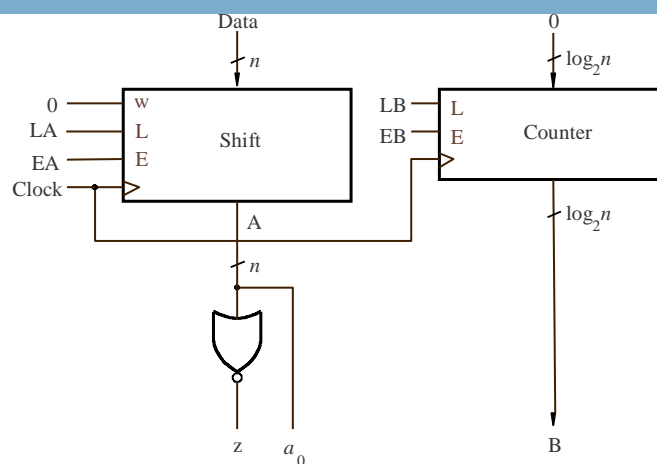 Data
0
n
log2n
0
w
LA
L
EA
E
Clock
Shift
LB
L
EB
E
Counter
A
log2n
n
z
a0
B